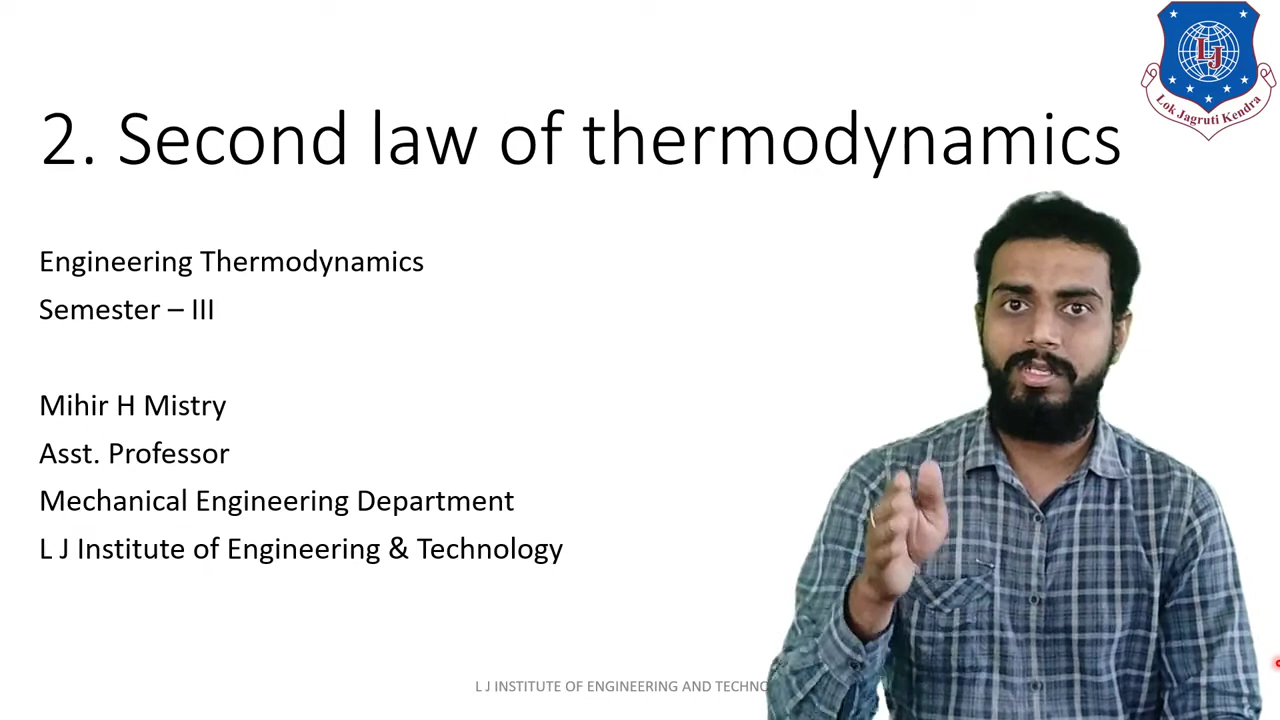 LJ
Lok Jagruti Kendra
2. Second law of thermodynamics
Engineering Thermodynamics
Semester – III
Mihir H Mistry
Asst. Professor
Mechanical Engineering Department
L J Institute of Engineering & Technology
L J INSTITUTE OF ENGINEERING AND